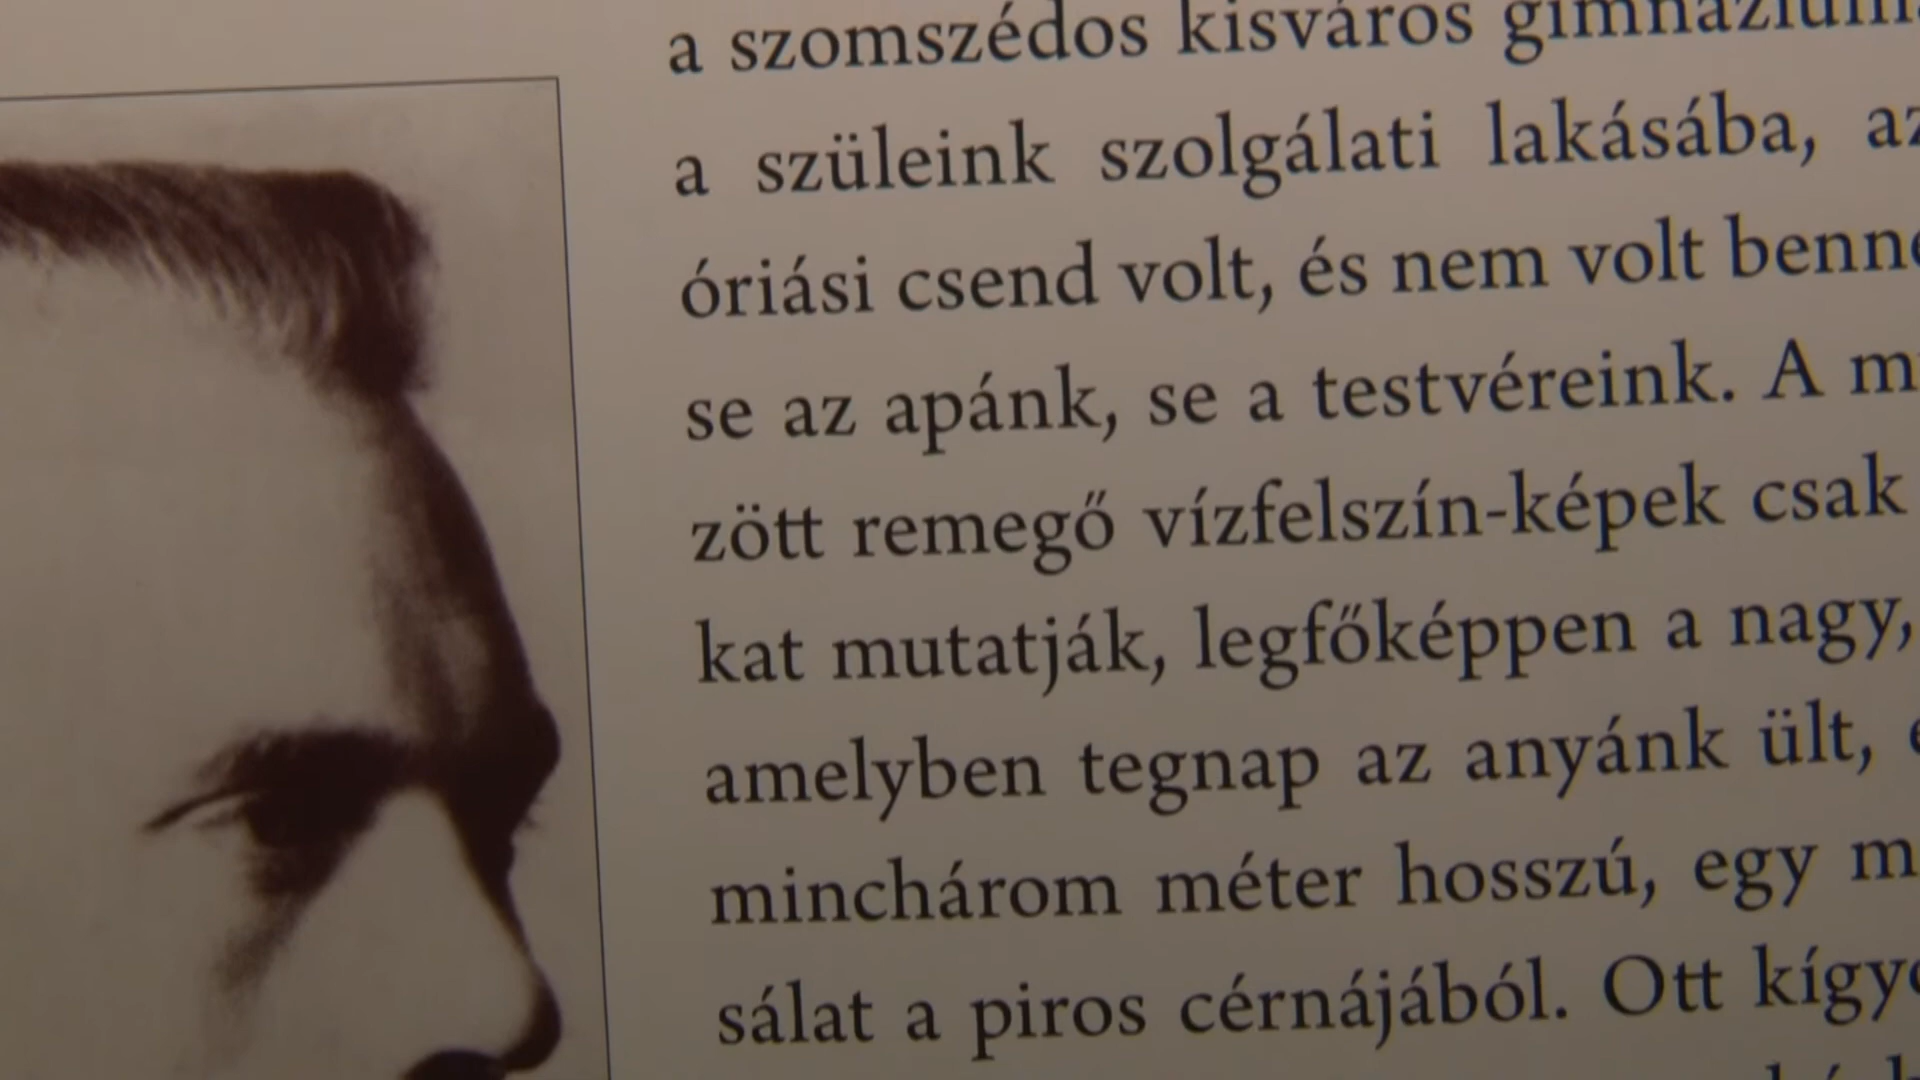 a szomszédos kisváros
a szüleink szolgálati lakásába,
óriási csend volt, és nem volt
se az apánk, se a testvéreink. A
zött remegő vízfelszín-képek csak
kat mutatják, legfőképpen a nagy,
amelyben tegnap az anyánk ült,
minchárom méter hosszú, egy
sálat a piros cérnájából. Ott